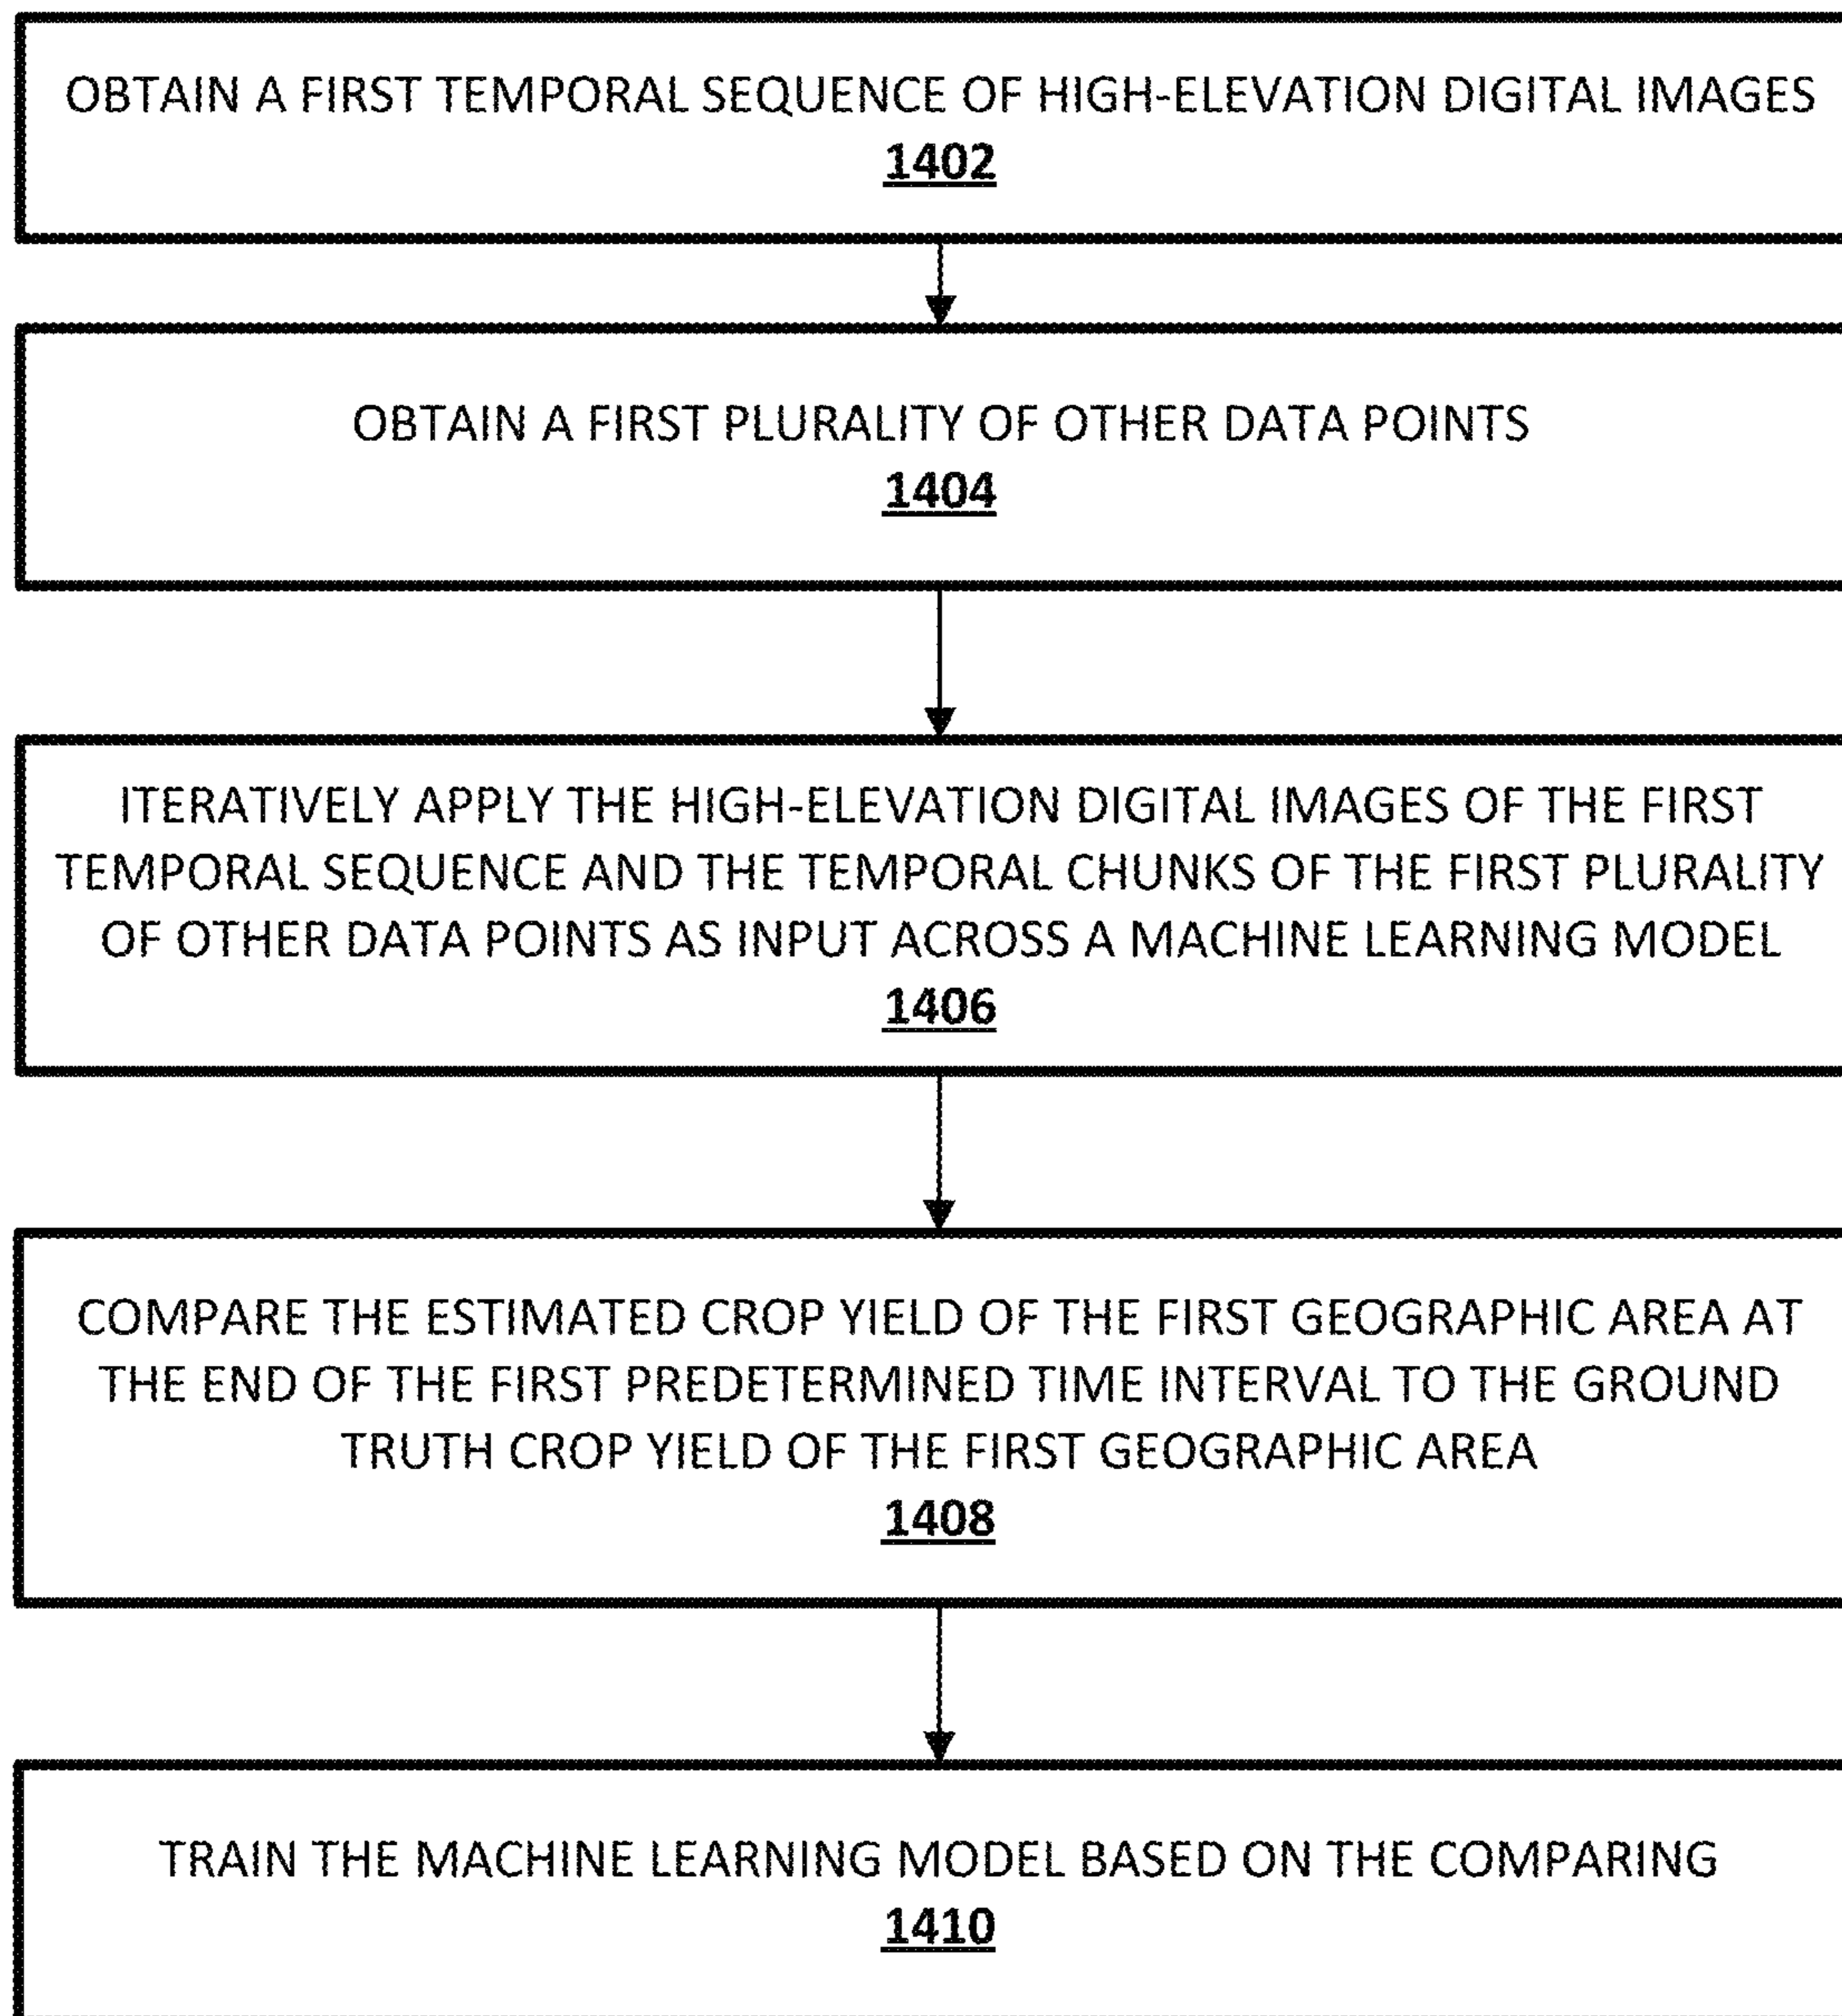 OBTAIN A FIRST TEMPORAL SEQUENCE OF HIGH-ELEVATION DIGITAL IMAGES
1402
OBTAIN A FIRST PLURALITY OF OTHER DATA POINTS
1404
ITERATIVELY APPLY THE HIGH-ELEVATION DIGITAL IMAGES OF THE FIRST
TEMPORAL SEQUENCE AND THE TEMPORAL CHUNKS OF THE FIRST PLURALITY
OF OTHER DATA POINTS AS INPUT ACROSS A MACHINE LEARNING MODEL
1406
COMPARE THE ESTIMATED CROP YIELD OF THE FIRST GEOGRAPHIC AREA AT
THE END OF THE FIRST PREDETERMINED TIME INTERVAL TO THE GROUND
TRUTH CROP YIELD OF THE FIRST GEOGRAPHIC AREA
1408
TRAIN THE MACHINE LEARNING MODEL BASED ON THE COMPARING
1410